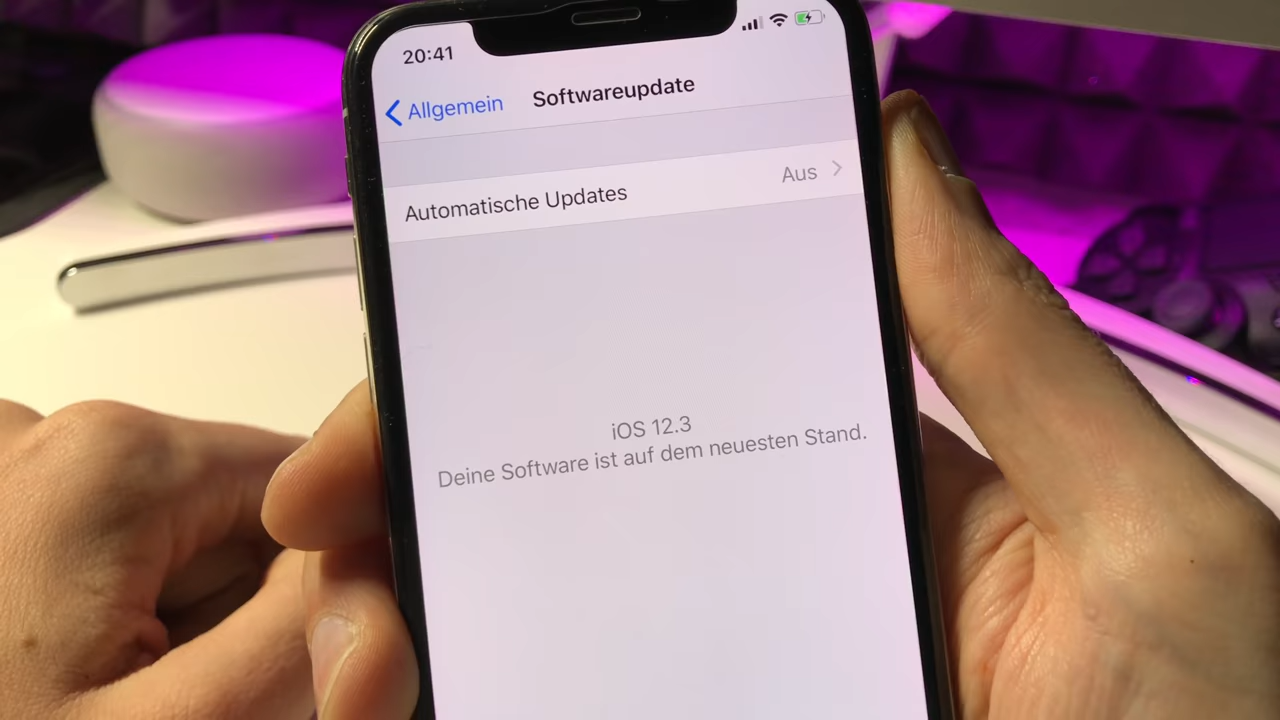 20:41
Allgemein
Softwareupdate
Automatische Updates
Aus
iOS 12.3
Deine Software ist auf dem neuesten Stand.